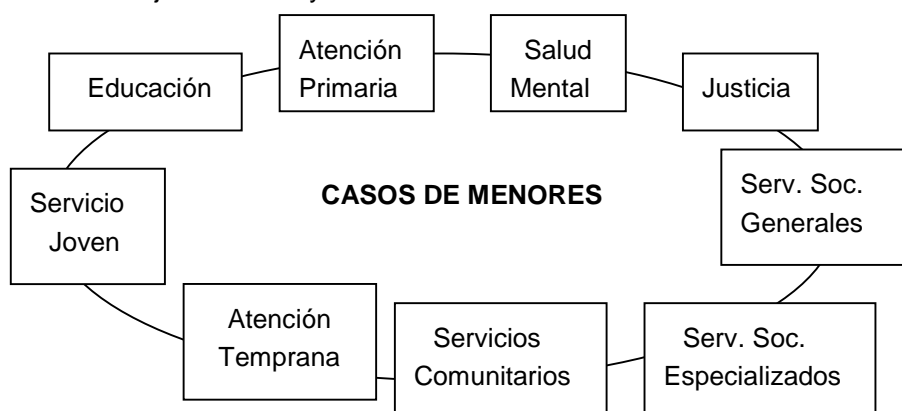 Atención
Primaria
Salud
Mental
Educación
Justicia
CASOS DE MENORES
Serv. Soc.
Generales
Servicio
Joven
Atención
Temprana
Servicios
Comunitarios
Serv. Soc.
Especializados